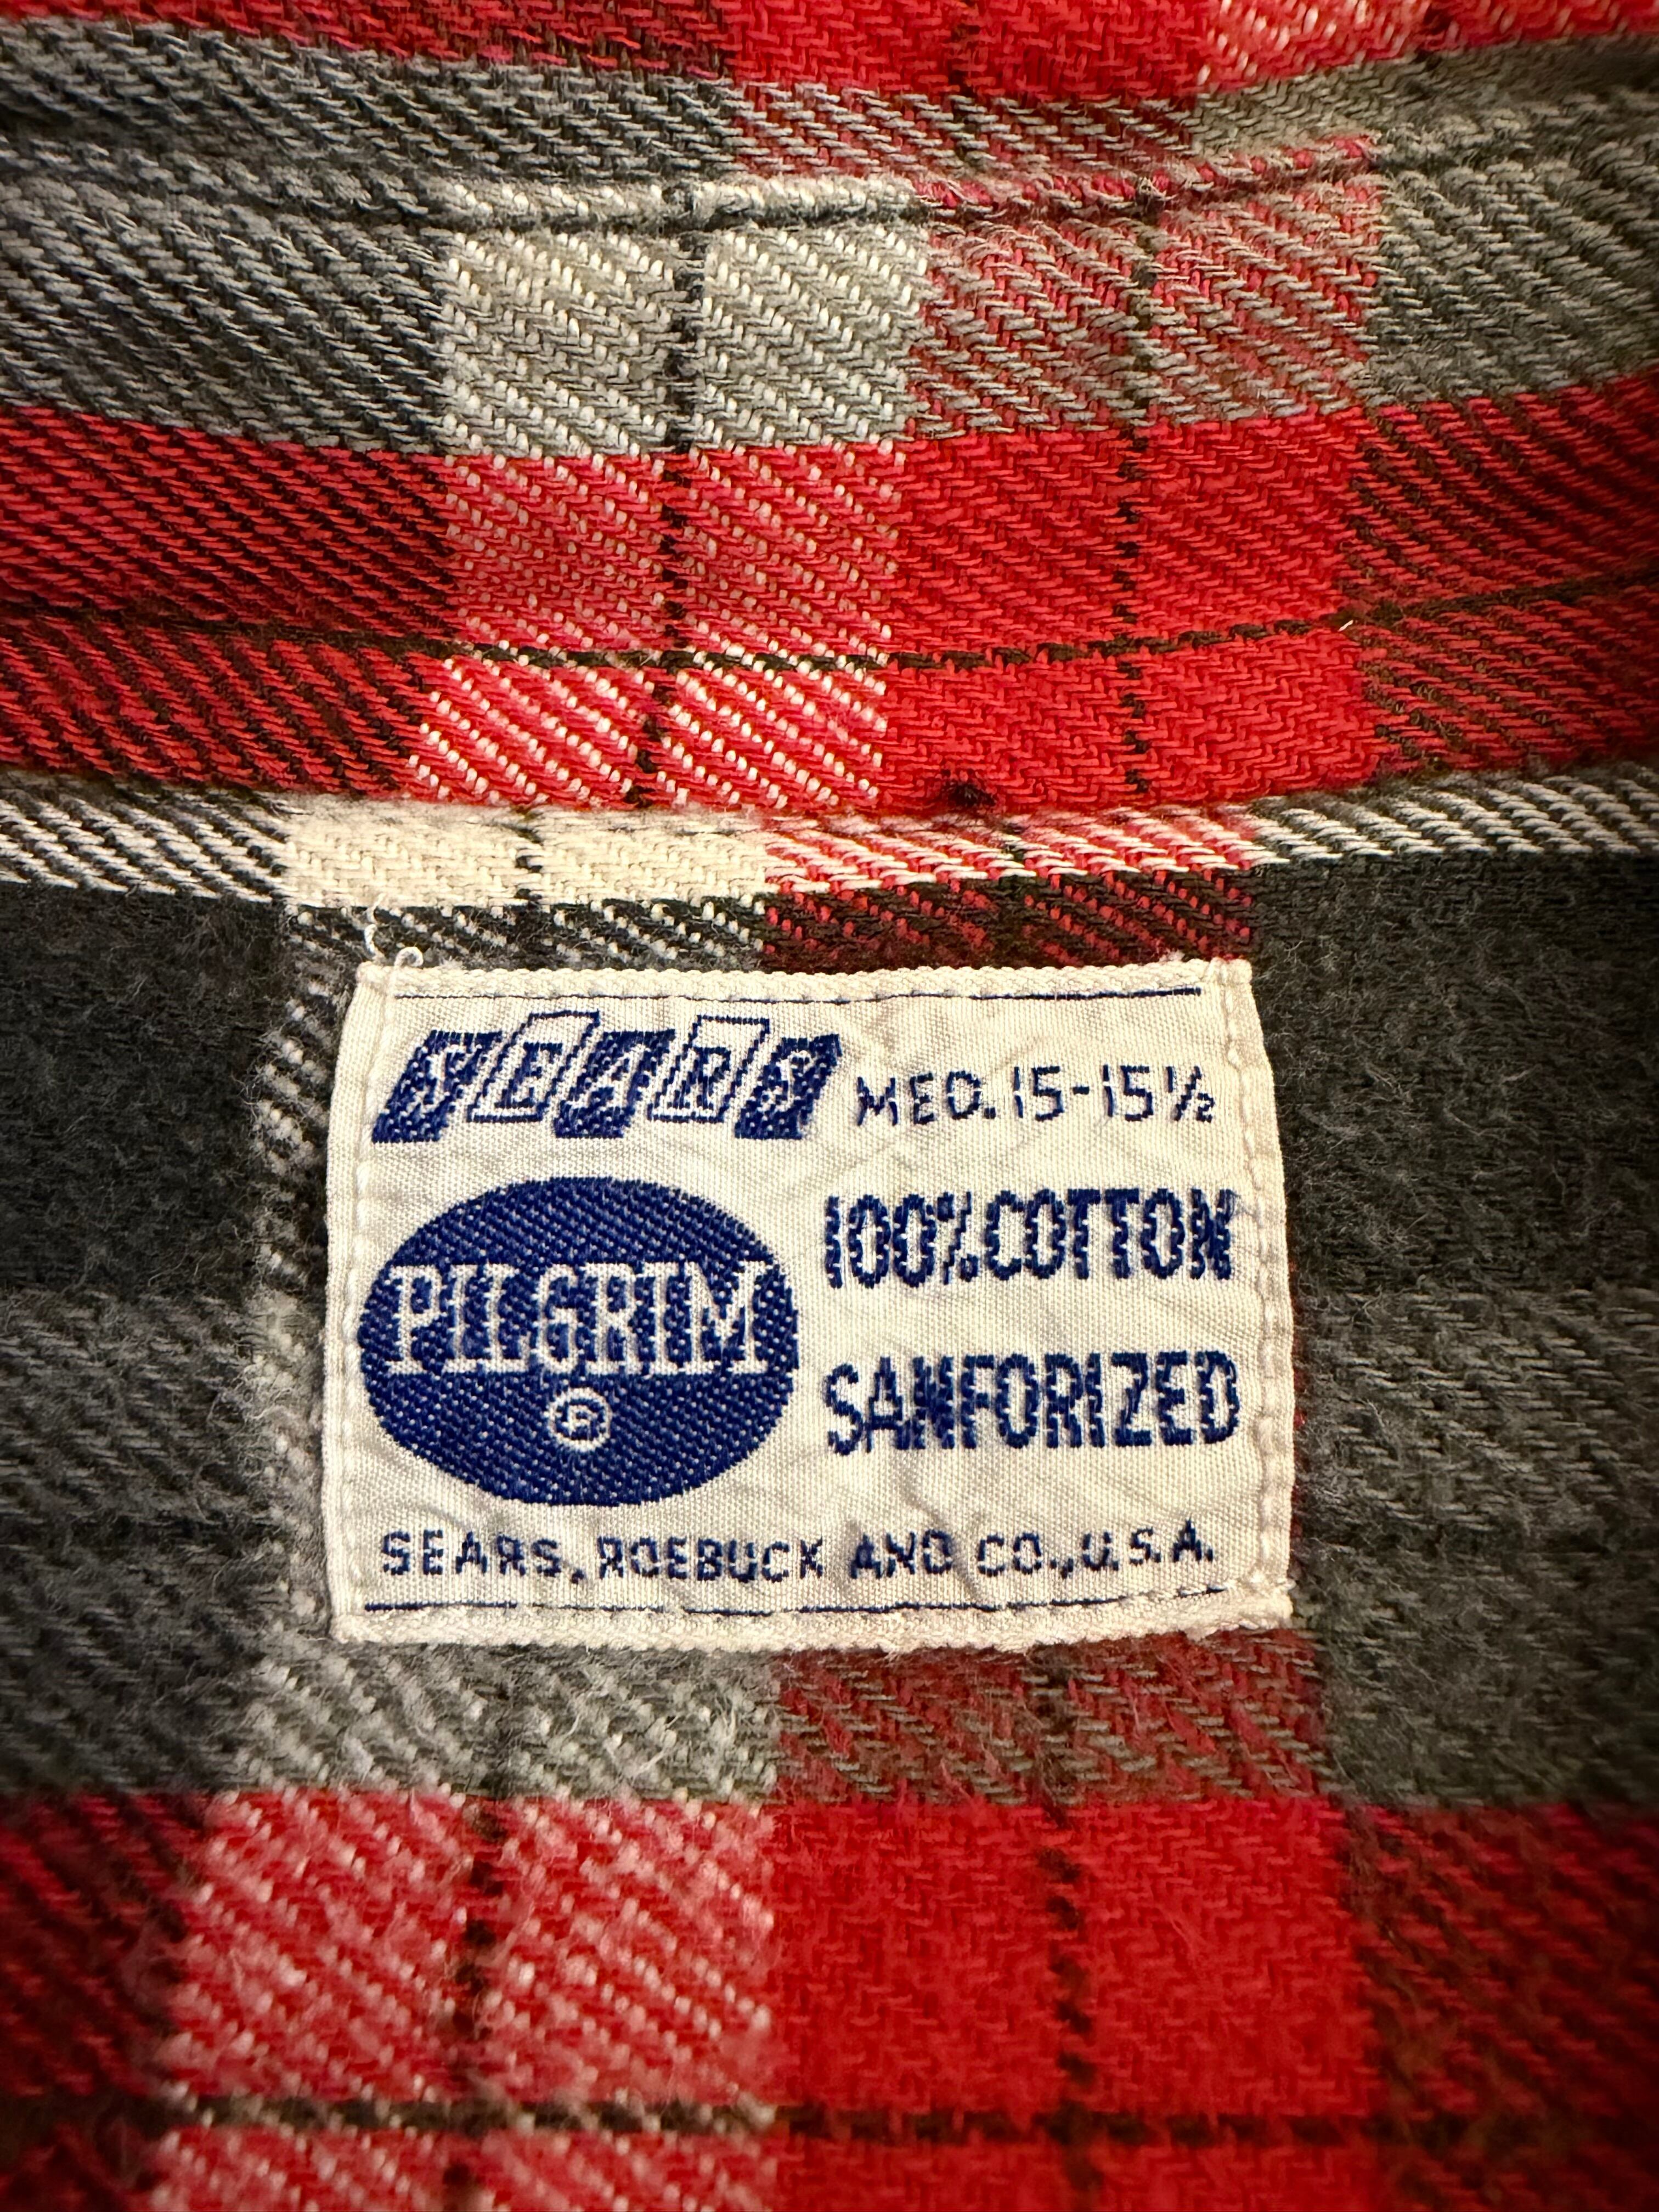 SEARS MED. 15-15½
PILGRIM
®
100% COTTON
SANFORIZED
SEARS, ROEBUCK AND CO., U.S.A.